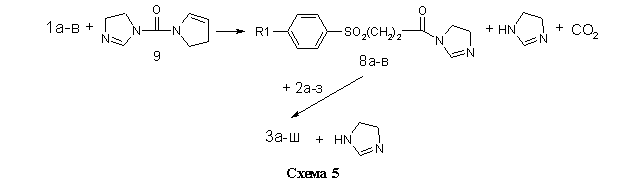 1а-в + N N O N 9 R1 SO₂(CH₂)₂ O N N 8а-в + HN N + CO₂
+ 2а-з
3а-ш + HN N
Схема 5